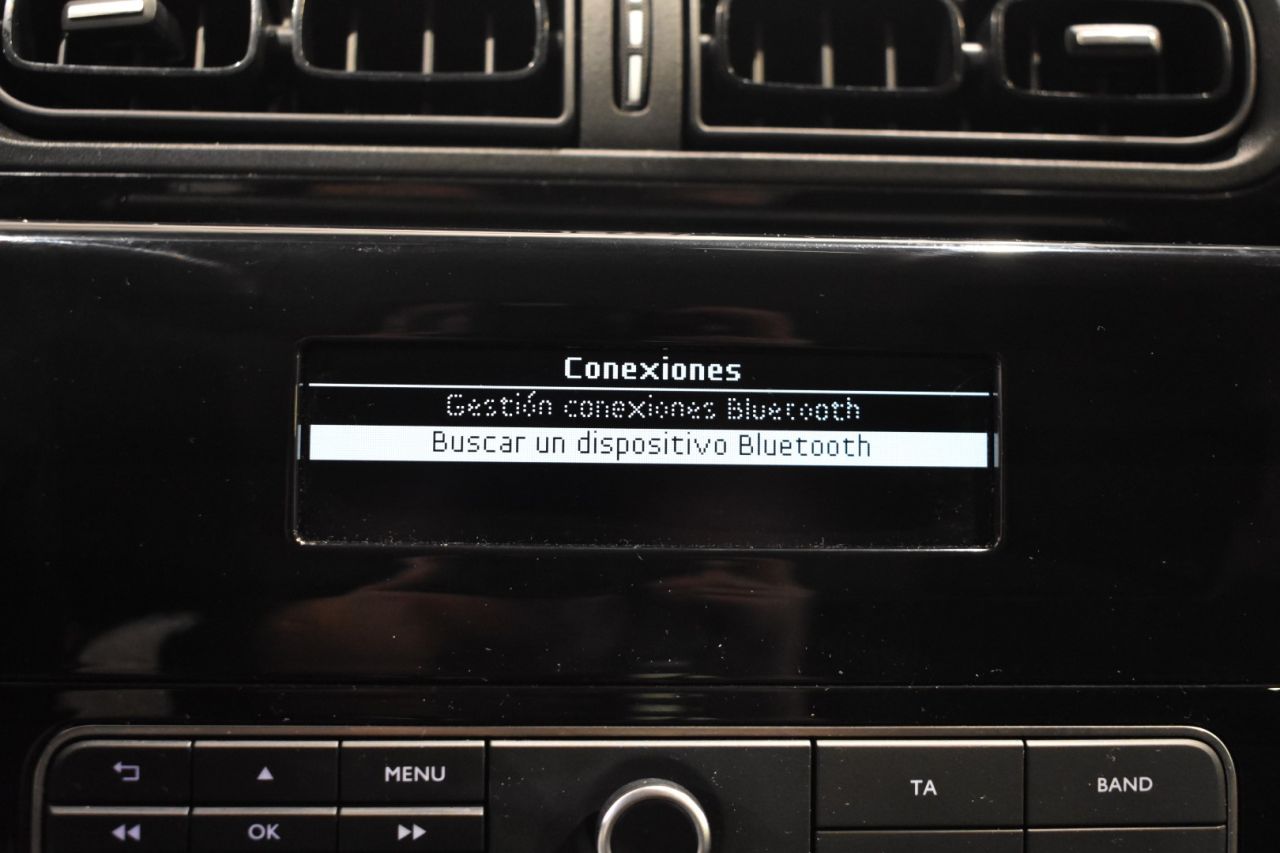 Conexiones
Gestión conexiones Bluetooth
Buscar un dispositivo Bluetooth
MENU
TA
BAND
OK